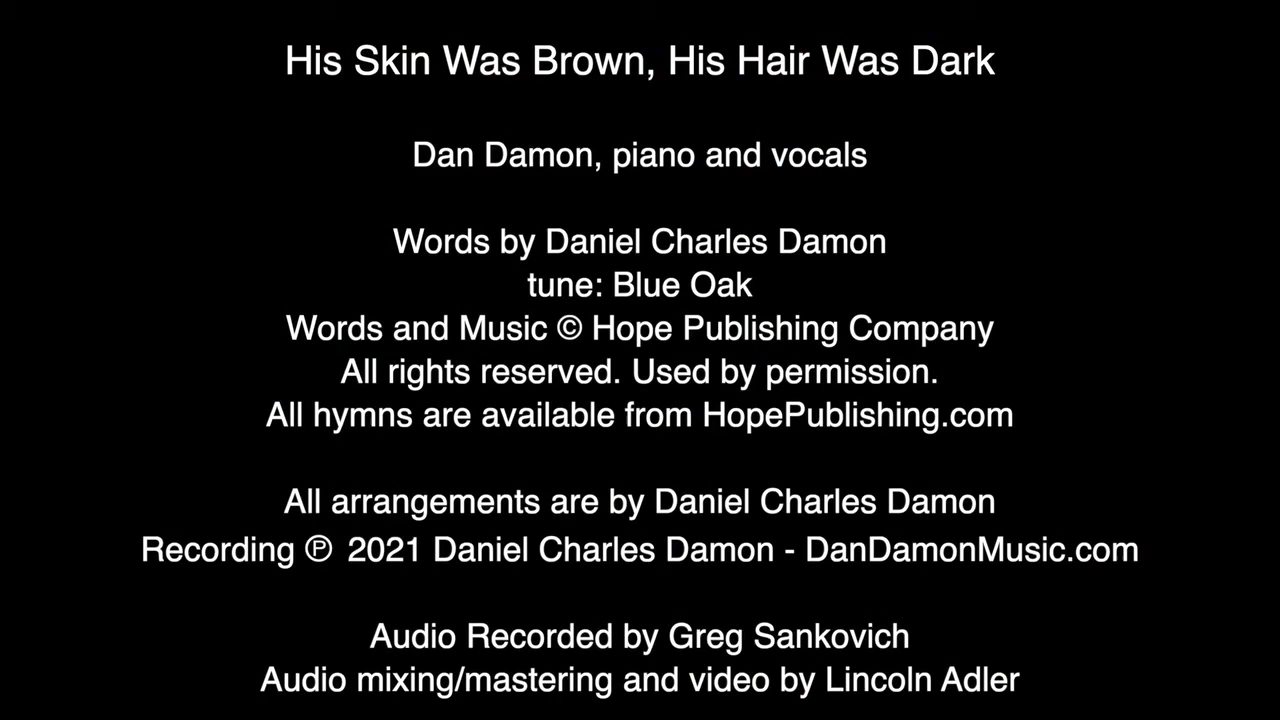 His Skin Was Brown, His Hair Was Dark
Dan Damon, piano and vocals
Words by Daniel Charles Damon
tune: Blue Oak
Words and Music © Hope Publishing Company
All rights reserved. Used by permission.
All hymns are available from HopePublishing.com
All arrangements are by Daniel Charles Damon
Recording ℗ 2021 Daniel Charles Damon - DanDamonMusic.com
Audio Recorded by Greg Sankovich
Audio mixing/mastering and video by Lincoln Adler